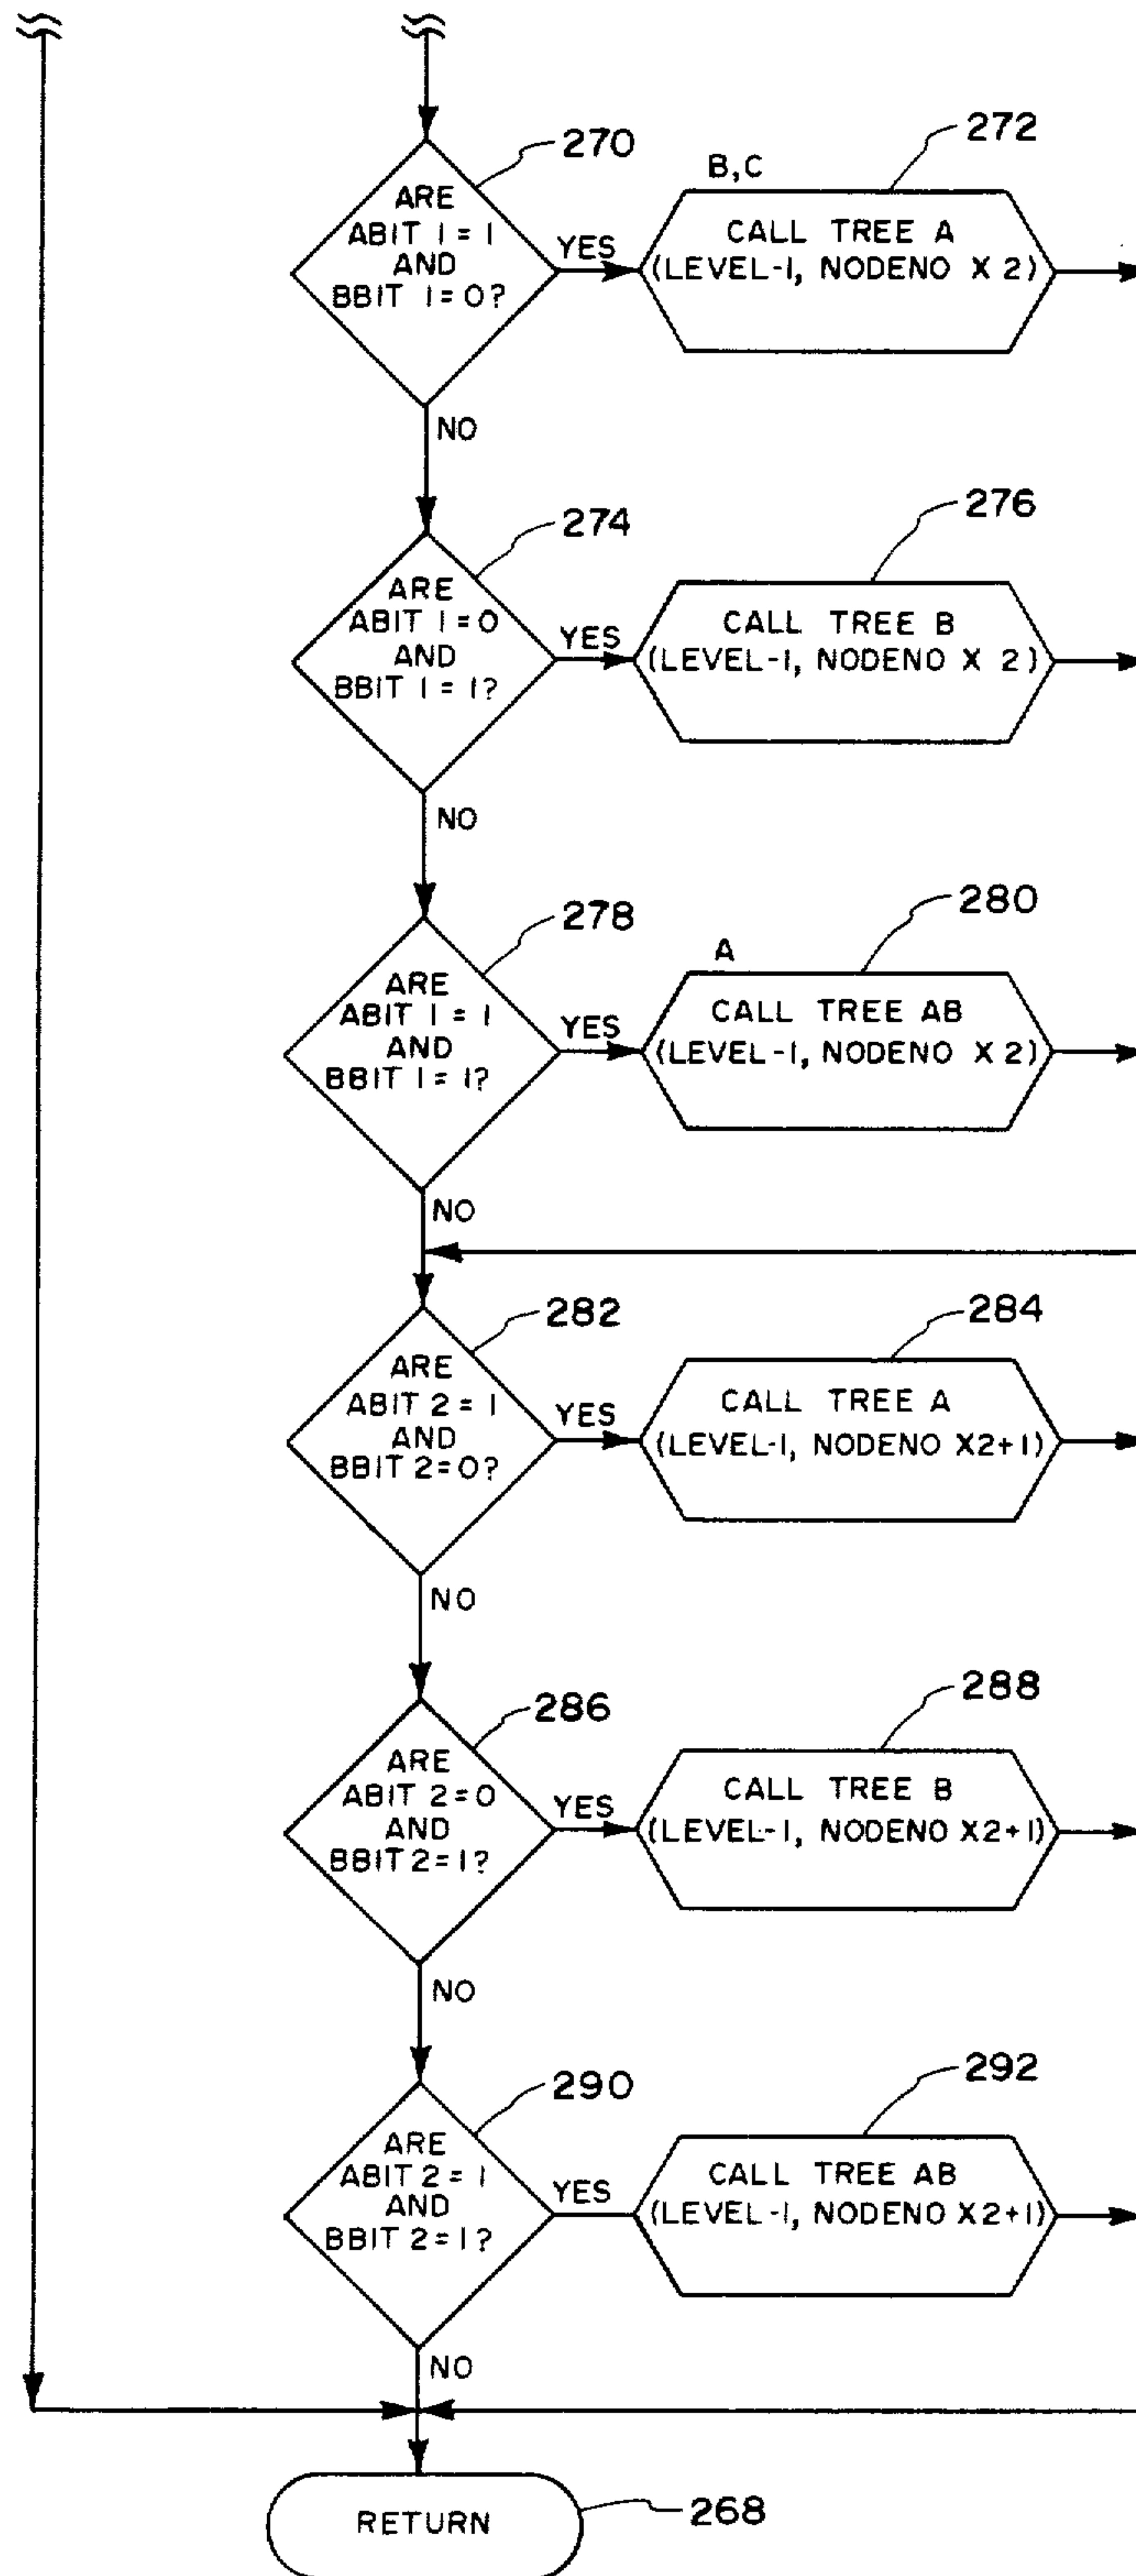 270
ARE
ABIT 1 = 1
AND
BBIT 1 = 0?
YES
272
B,C
CALL TREE A
(LEVEL-1, NODENO X 2)
NO
274
ARE
ABIT 1 = 0
AND
BBIT 1 = 1?
YES
276
CALL TREE B
(LEVEL-1, NODENO X 2)
NO
278
ARE
ABIT 1 = 1
AND
BBIT 1 = 1?
YES
280
A
CALL TREE AB
(LEVEL-1, NODENO X 2)
NO
282
ARE
ABIT 2 = 1
AND
BBIT 2 = 0?
YES
284
CALL TREE A
(LEVEL-1, NODENO X2+1)
NO
286
ARE
ABIT 2 = 0
AND
BBIT 2 = 1?
YES
288
CALL TREE B
(LEVEL-1, NODENO X2+1)
NO
290
ARE
ABIT 2 = 1
AND
BBIT 2 = 1?
YES
292
CALL TREE AB
(LEVEL-1, NODENO X2+1)
NO
RETURN
268